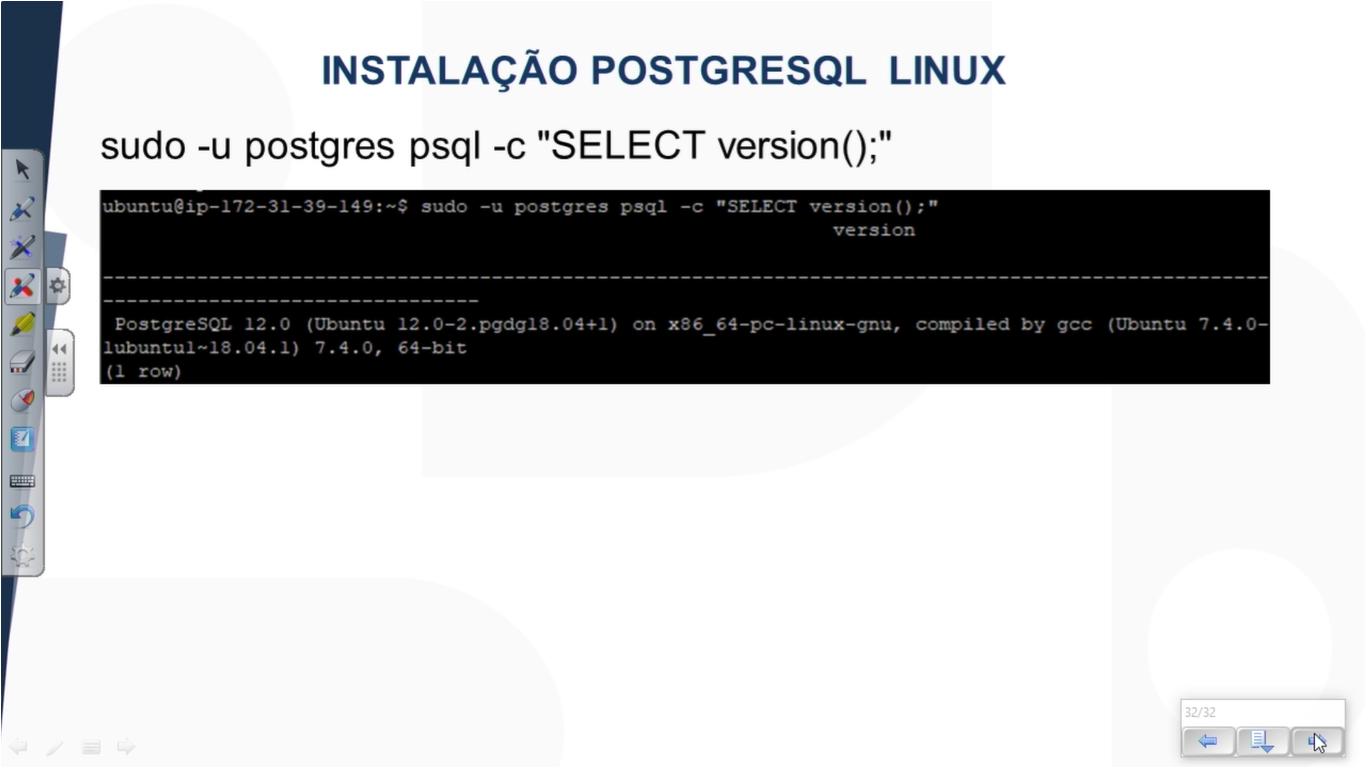 INSTALAÇÃO POSTGRESQL LINUX
sudo -u postgres psql -c "SELECT version();"
ubuntu@ip-172-31-39-149:~$ sudo -u postgres psql -c "SELECT version();"
version
----------------------------------------------------------------------------------------------------
--------------------------------
PostgreSQL 12.0 (Ubuntu 12.0-2.pgdg18.04+1) on x86_64-pc-linux-gnu, compiled by gcc (Ubuntu 7.4.0-
1ubuntu1~18.04.1) 7.4.0, 64-bit
(1 row)
32/32